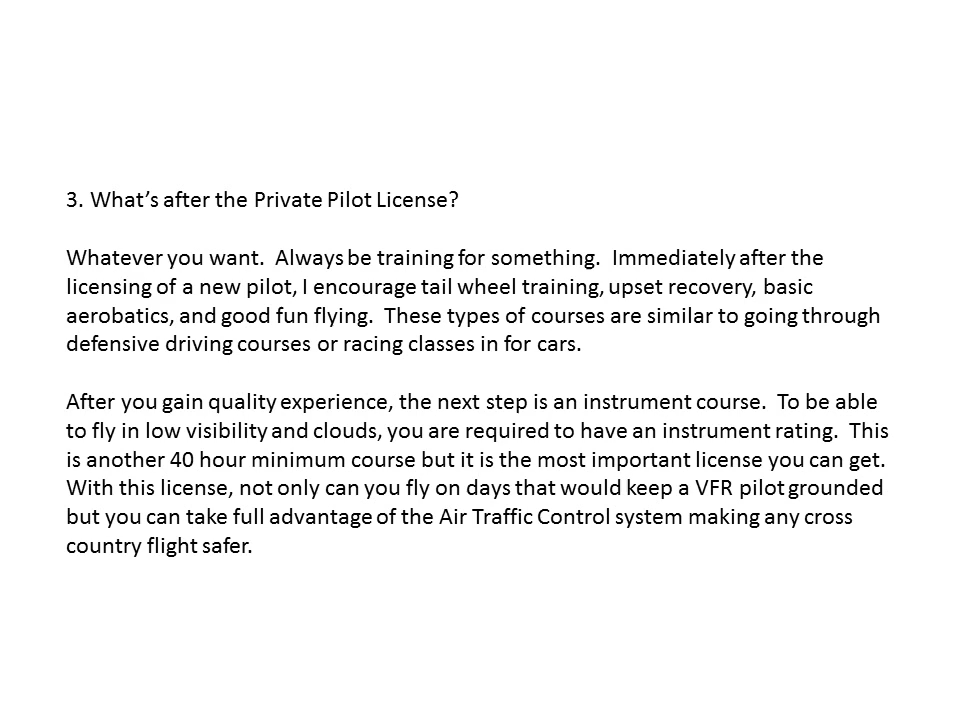 3. What’s after the Private Pilot License?
Whatever you want.  Always be training for something.  Immediately after the
licensing of a new pilot, I encourage tail wheel training, upset recovery, basic
aerobatics, and good fun flying.  These types of courses are similar to going through
defensive driving courses or racing classes in for cars.
After you gain quality experience, the next step is an instrument course.  To be able
to fly in low visibility and clouds, you are required to have an instrument rating.  This
is another 40 hour minimum course but it is the most important license you can get.
With this license, not only can you fly on days that would keep a VFR pilot grounded
but you can take full advantage of the Air Traffic Control system making any cross
country flight safer.